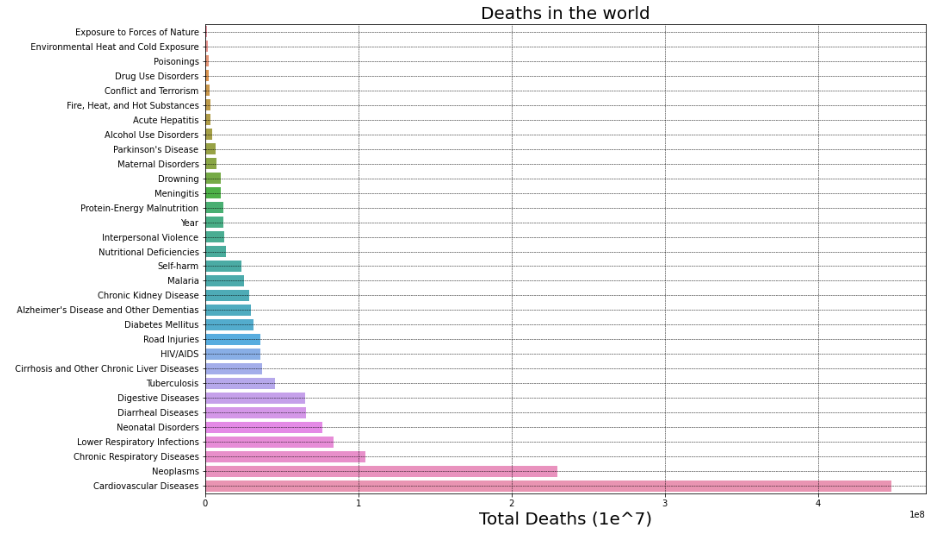 Deaths in the world
Exposure to Forces of Nature
Environmental Heat and Cold Exposure
Poisonings
Drug Use Disorders
Conflict and Terrorism
Fire, Heat, and Hot Substances
Acute Hepatitis
Alcohol Use Disorders
Parkinson's Disease
Maternal Disorders
Drowning
Meningitis
Protein-Energy Malnutrition
Year
Interpersonal Violence
Nutritional Deficiencies
Self-harm
Malaria
Chronic Kidney Disease
Alzheimer's Disease and Other Dementias
Diabetes Mellitus
Road Injuries
HIV/AIDS
Cirrhosis and Other Chronic Liver Diseases
Tuberculosis
Digestive Diseases
Diarrheal Diseases
Neonatal Disorders
Lower Respiratory Infections
Chronic Respiratory Diseases
Neoplasms
Cardiovascular Diseases
0 1 2 3 4
1e8
Total Deaths (1e^7)